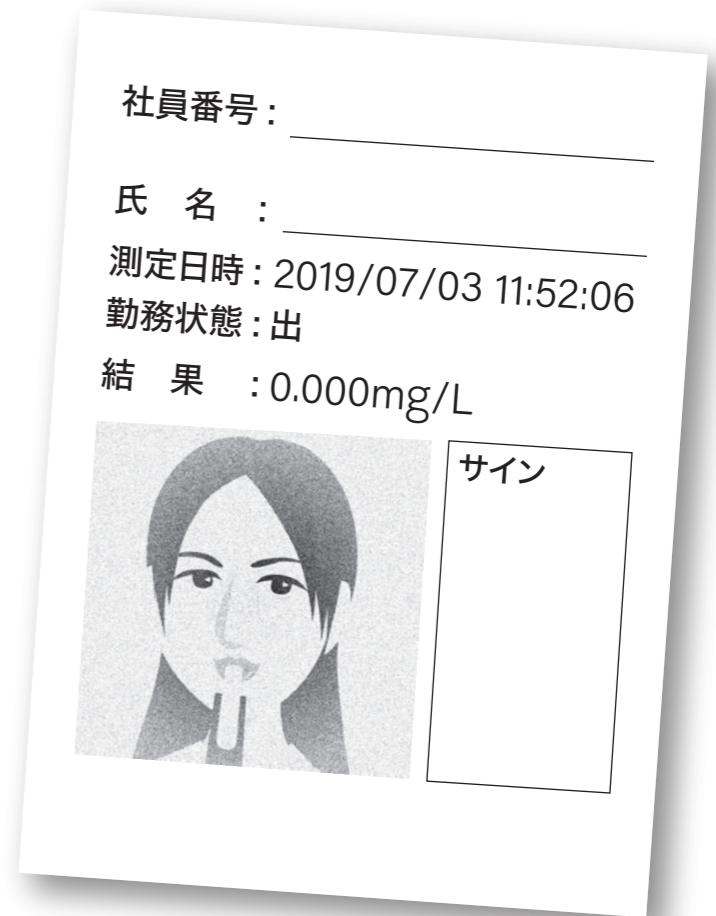 社員番号：
氏　名　：
測定日時：2019/07/03 11:52:06
勤務状態：出
結　果　：0.000mg/L
サイン